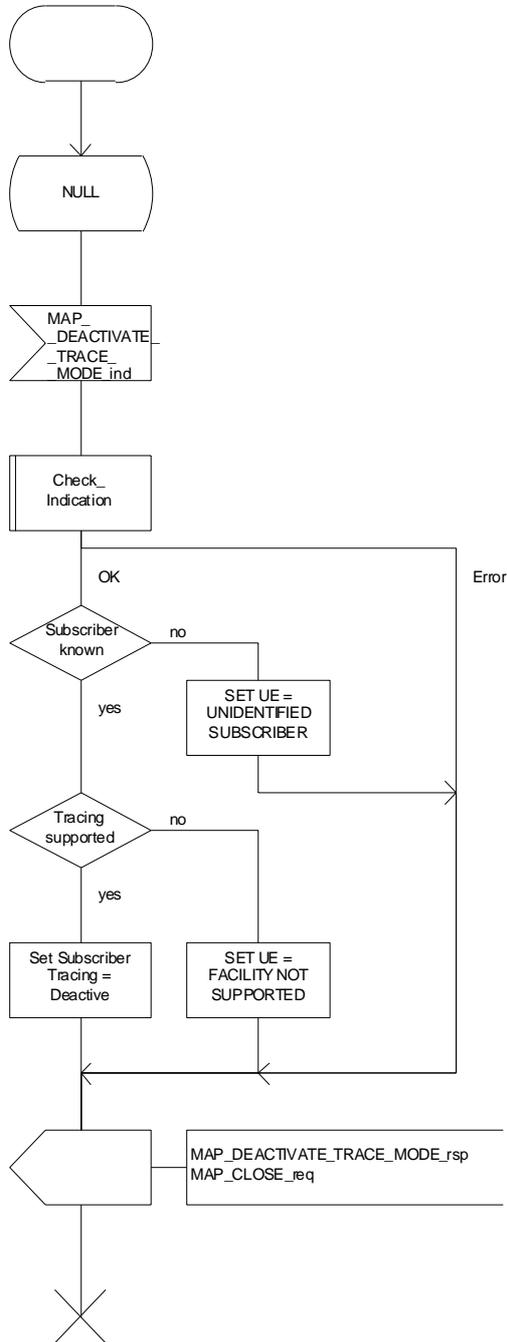 NULL
MAP_
_DEACTIVATE_
_TRACE_
_MODE_ind
Check_
Indication
OK
Error
Subscriber
known
no
SET UE =
UNIDENTIFIED
SUBSCRIBER
yes
Tracing
supported
no
yes
Set Subscriber
Tracing =
Deactive
SET UE =
FACILITY NOT
SUPPORTED
MAP_DEACTIVATE_TRACE_MODE_rsp
MAP_CLOSE_req